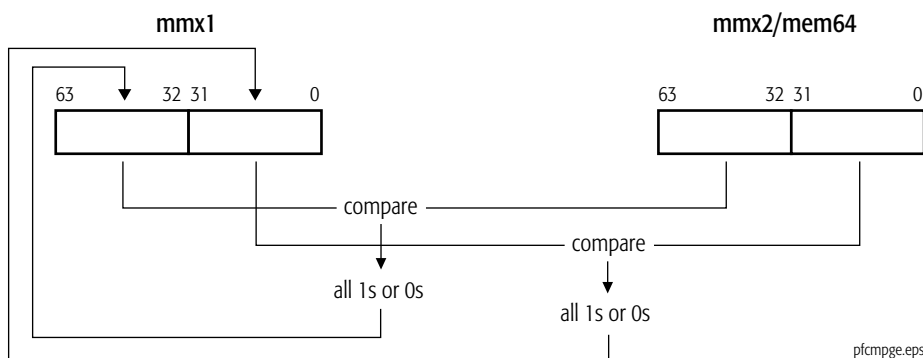 mmx1 mmx2/mem64
63 32 31 0 63 32 31 0
compare
compare
all 1s or 0s
all 1s or 0s
pfcmpge.eps